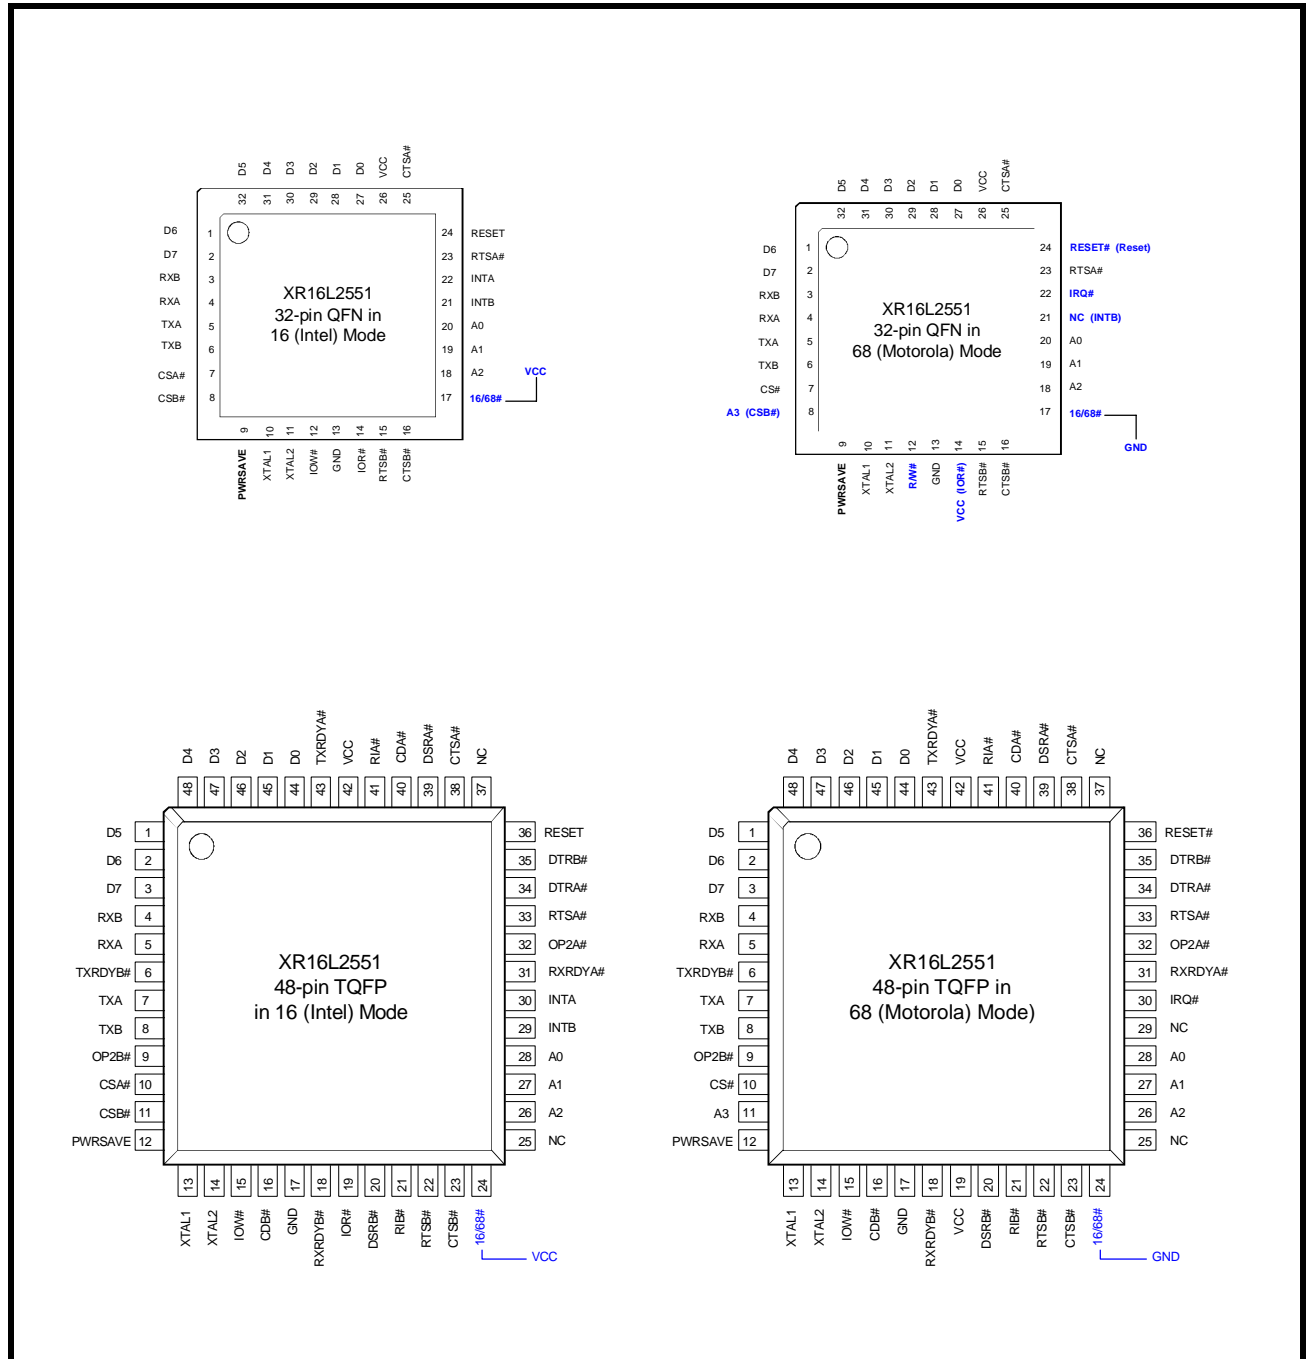 D5 D4 D3 D2 D1 D0 VCC CTSA#
32 31 30 29 28 27 26 25
D6 1 24 RESET
D7 2 23 RTSA#
RXB 3 22 INTA
RXA 4 21 INTB
TXA 5 20 A0
TXB 6 19 A1
CSA# 7 18 A2 VCC
CSB# 8 17 16/68#
XR16L2551
32-pin QFN in
16 (Intel) Mode
9 10 11 12 13 14 15 16
PWRSAVE XTAL1 XTAL2 IOW# GND IOR# RTSB# CTSB#
D5 D4 D3 D2 D1 D0 VCC CTSA#
32 31 30 29 28 27 26 25
D6 1 24 RESET# (Reset)
D7 2 23 RTSA#
RXB 3 22 IRQ#
RXA 4 21 NC (INTB)
TXA 5 20 A0
TXB 6 19 A1
CS# 7 18 A2
A3 (CSB#) 8 17 16/68#
GND
XR16L2551
32-pin QFN in
68 (Motorola) Mode
9 10 11 12 13 14 15 16
PWRSAVE XTAL1 XTAL2 R/W# GND VCC (IOR#) RTSB# CTSB#
D4 D3 D2 D1 D0 TXRDYA# VCC RIA# CDA# DSRA# CTSA# NC
48 47 46 45 44 43 42 41 40 39 38 37
D5 1 36 RESET
D6 2 35 DTRB#
D7 3 34 DTRA#
RXB 4 33 RTSA#
RXA 5 32 OP2A#
TXRDYB# 6 31 RXRDYA#
TXA 7 30 INTA
TXB 8 29 INTB
OP2B# 9 28 A0
CSA# 10 27 A1
CSB# 11 26 A2
PWRSAVE 12 25 NC
XR16L2551
48-pin TQFP
in 16 (Intel) Mode
13 14 15 16 17 18 19 20 21 22 23 24
XTAL1 XTAL2 IOW# CDB# GND RXRDYB# IOR# DSRB# RIB# RTSB# CTSB# 16/68#
VCC
D4 D3 D2 D1 D0 TXRDYA# VCC RIA# CDA# DSRA# CTSA# NC
48 47 46 45 44 43 42 41 40 39 38 37
D5 1 36 RESET#
D6 2 35 DTRB#
D7 3 34 DTRA#
RXB 4 33 RTSA#
RXA 5 32 OP2A#
TXRDYB# 6 31 RXRDYA#
TXA 7 30 IRQ#
TXB 8 29 NC
OP2B# 9 28 A0
CS# 10 27 A1
A3 11 26 A2
PWRSAVE 12 25 NC
XR16L2551
48-pin TQFP in
68 (Motorola) Mode)
13 14 15 16 17 18 19 20 21 22 23 24
XTAL1 XTAL2 IOW# CDB# GND RXRDYB# VCC DSRB# RIB# RTSB# CTSB# 16/68#
GND